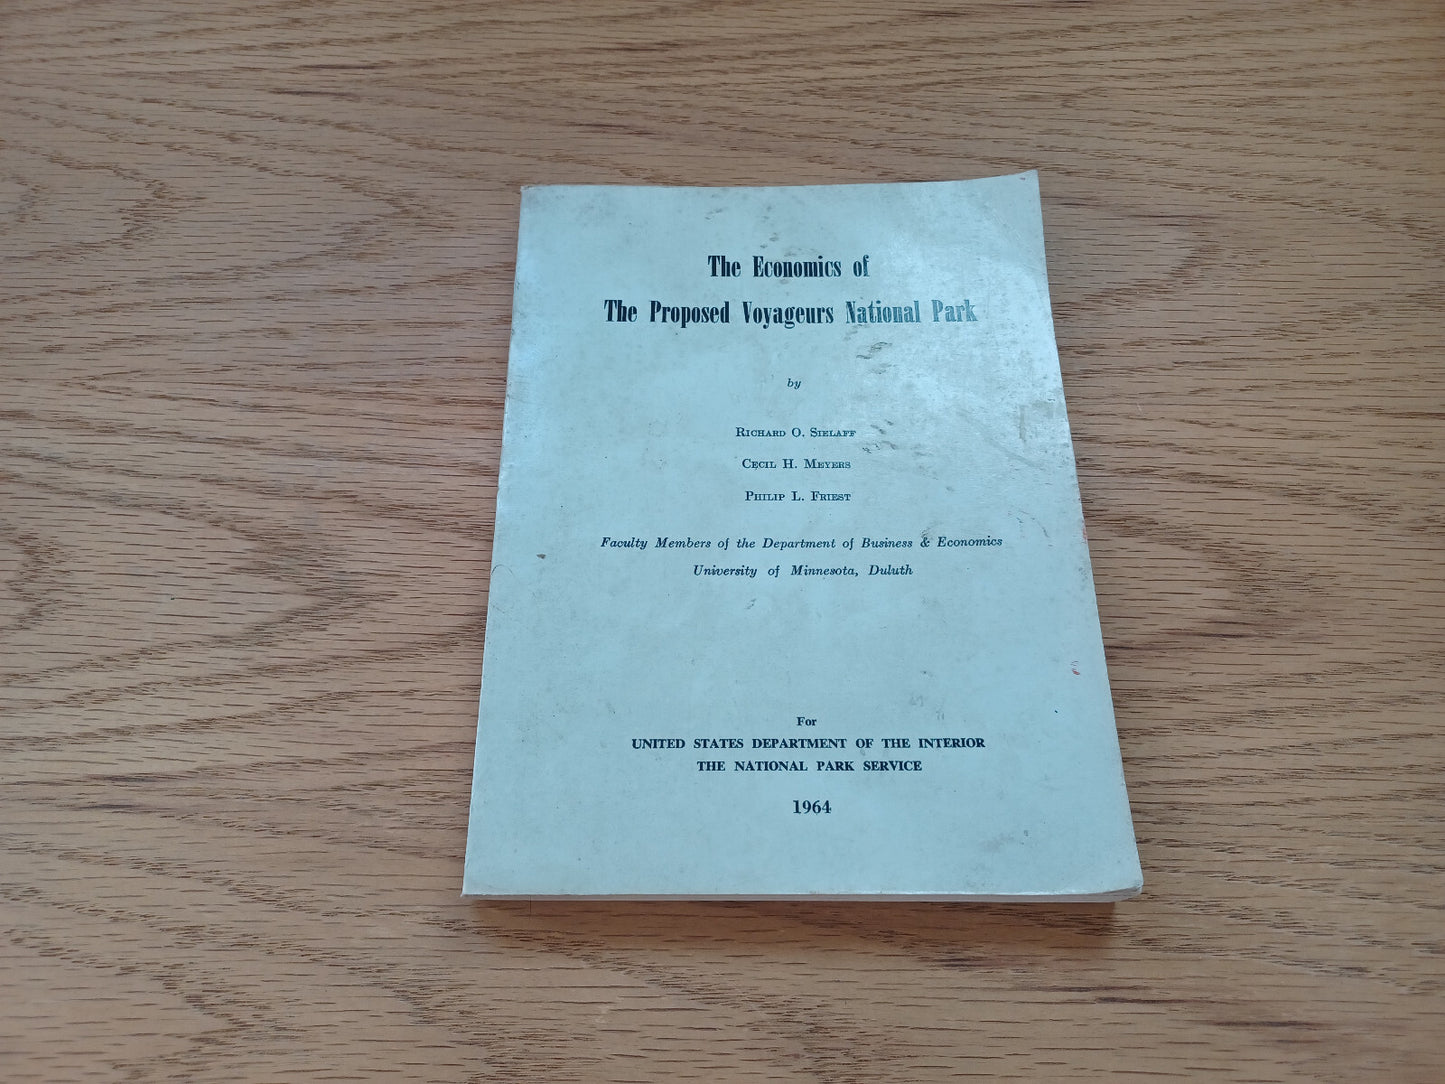 The Economics of
The Proposed Voyageurs National Park
by
RICHARD O. SIELAFF
CECIL H. MEYERS
PHILIP L. FRIEST
Faculty Members of the Department of Business & Economics
University of Minnesota, Duluth
For
UNITED STATES DEPARTMENT OF THE INTERIOR
THE NATIONAL PARK SERVICE
1964